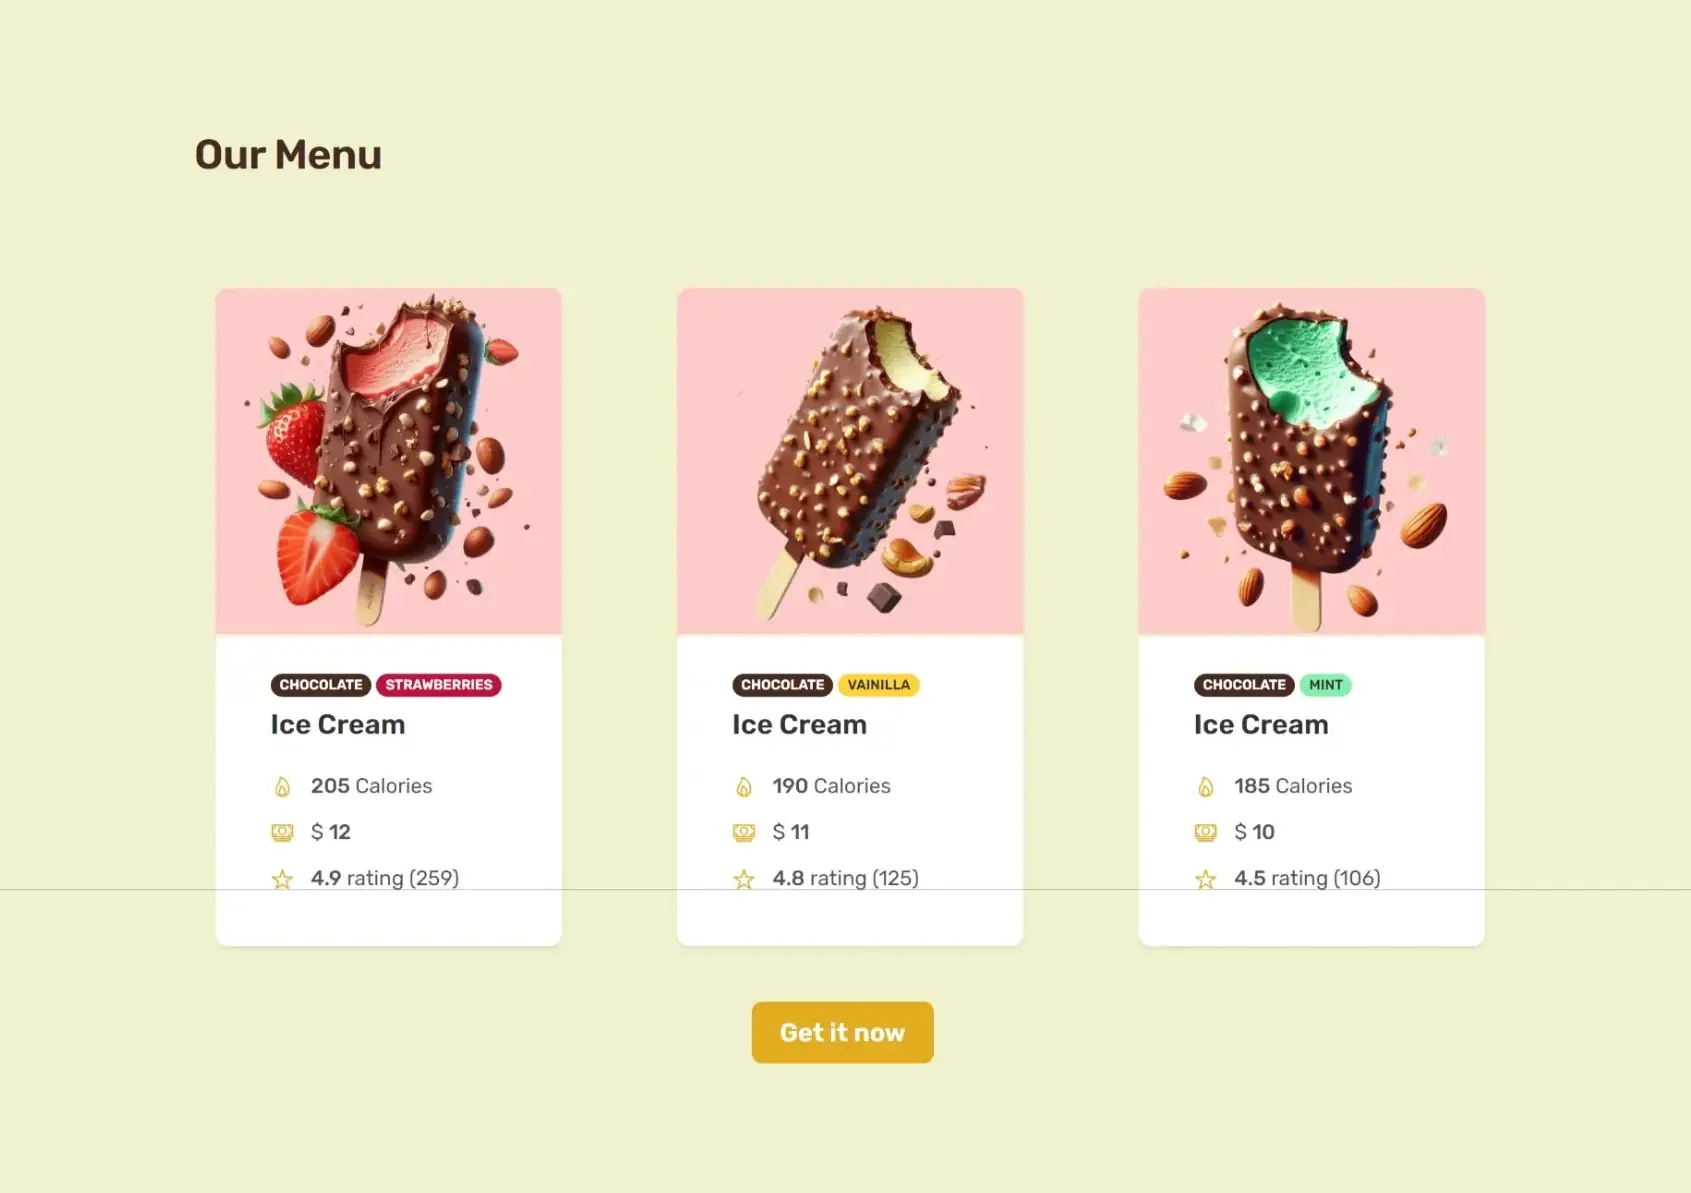 Our Menu
CHOCOLATE STRAWBERRIES
Ice Cream
205 Calories
$ 12
4.9 rating (259)
CHOCOLATE VAINILLA
Ice Cream
190 Calories
$ 11
4.8 rating (125)
CHOCOLATE MINT
Ice Cream
185 Calories
$ 10
4.5 rating (106)
Get it now